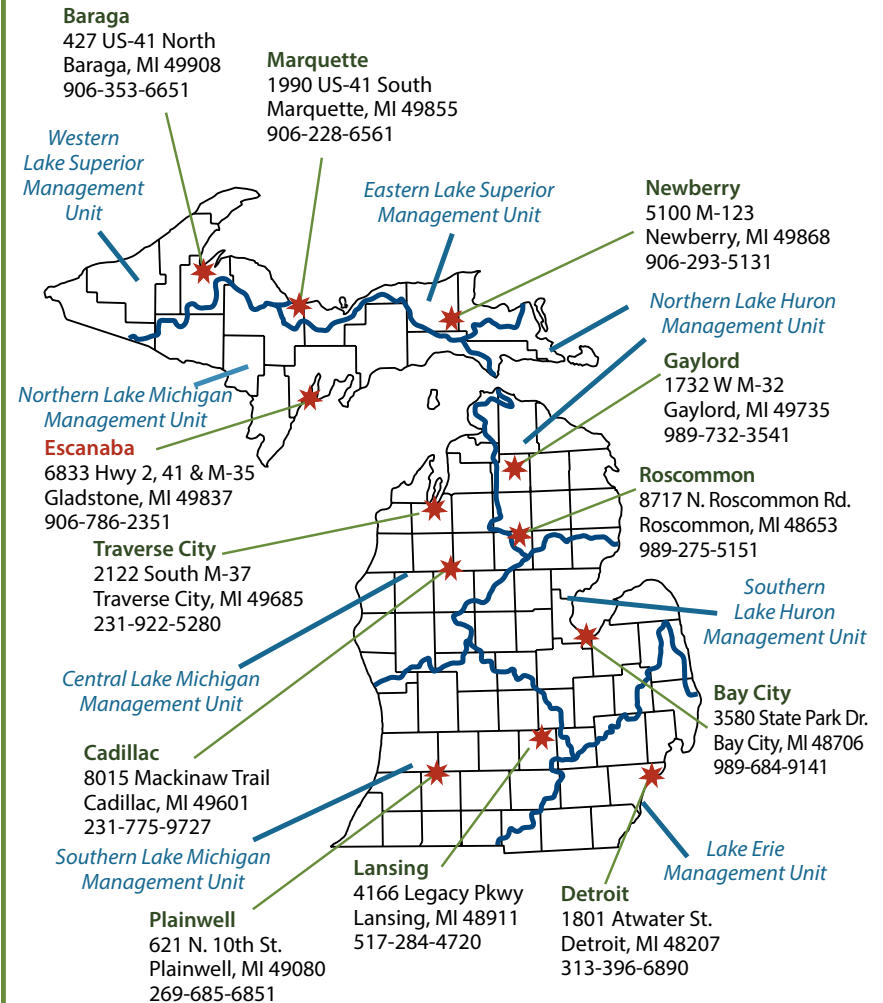 Baraga
427 US-41 North
Baraga, MI 49908
906-353-6651
Marquette
1990 US-41 South
Marquette, MI 49855
906-228-6561
Western
Lake Superior
Management
Unit
Eastern Lake Superior
Management Unit
Newberry
5100 M-123
Newberry, MI 49868
906-293-5131
Northern Lake Huron
Management Unit
Gaylord
1732 W M-32
Gaylord, MI 49735
989-732-3541
Northern Lake Michigan
Management Unit
Escanaba
6833 Hwy 2, 41 & M-35
Gladstone, MI 49837
906-786-2351
Roscommon
8717 N. Roscommon Rd.
Roscommon, MI 48653
989-275-5151
Traverse City
2122 South M-37
Traverse City, MI 49685
231-922-5280
Southern
Lake Huron
Management Unit
Central Lake Michigan
Management Unit
Bay City
3580 State Park Dr.
Bay City, MI 48706
989-684-9141
Cadillac
8015 Mackinaw Trail
Cadillac, MI 49601
231-775-9727
Southern Lake Michigan
Management Unit
Lake Erie
Management Unit
Lansing
4166 Legacy Pkwy
Lansing, MI 48911
517-284-4720
Detroit
1801 Atwater St.
Detroit, MI 48207
313-396-6890
Plainwell
621 N. 10th St.
Plainwell, MI 49080
269-685-6851